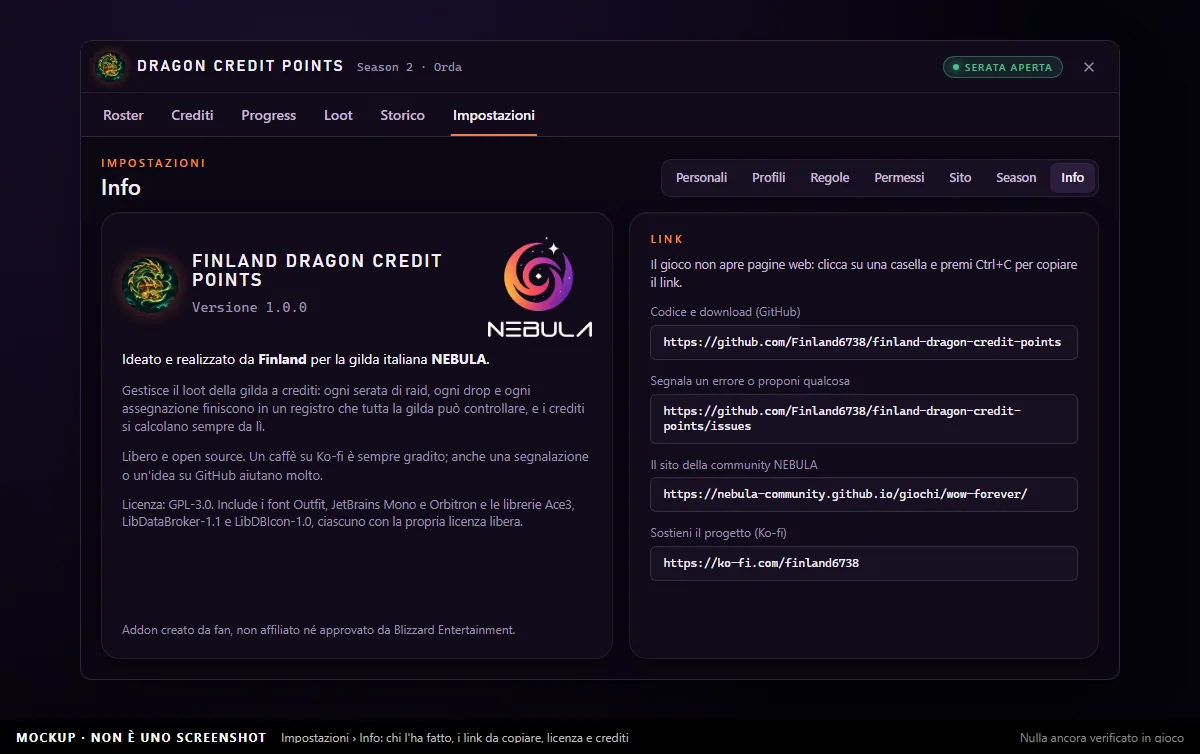 DRAGON CREDIT POINTS Season 2 · Orda
SERATA APERTA
Roster Crediti Progress Loot Storico Impostazioni
IMPOSTAZIONI
Info
Personali Profili Regole Permessi Sito Season Info
FINLAND DRAGON CREDIT
POINTS
Versione 1.0.0
NEBULA
Ideato e realizzato da Finland per la gilda italiana NEBULA.
Gestisce il loot della gilda a crediti: ogni serata di raid, ogni drop e ogni
assegnazione finiscono in un registro che tutta la gilda può controllare, e i crediti
si calcolano sempre da lì.
Libero e open source. Un caffè su Ko-fi è sempre gradito; anche una segnalazione
o un'idea su GitHub aiutano molto.
Licenza: GPL-3.0. Include i font Outfit, JetBrains Mono e Orbitron e le librerie Ace3,
LibDataBroker-1.1 e LibDBIcon-1.0, ciascuno con la propria licenza libera.
Addon creato da fan, non affiliato né approvato da Blizzard Entertainment.
LINK
Il gioco non apre pagine web: clicca su una casella e premi Ctrl+C per copiare
il link.
Codice e download (GitHub)
https://github.com/Finland6738/finland-dragon-credit-points
Segnala un errore o proponi qualcosa
https://github.com/Finland6738/finland-dragon-credit-
points/issues
Il sito della community NEBULA
https://nebula-community.github.io/giochi/wow-forever/
Sostieni il progetto (Ko-fi)
https://ko-fi.com/finland6738
MOCKUP · NON È UNO SCREENSHOT Impostazioni › Info: chi l'ha fatto, i link da copiare, licenza e crediti
Nulla ancora verificato in gioco